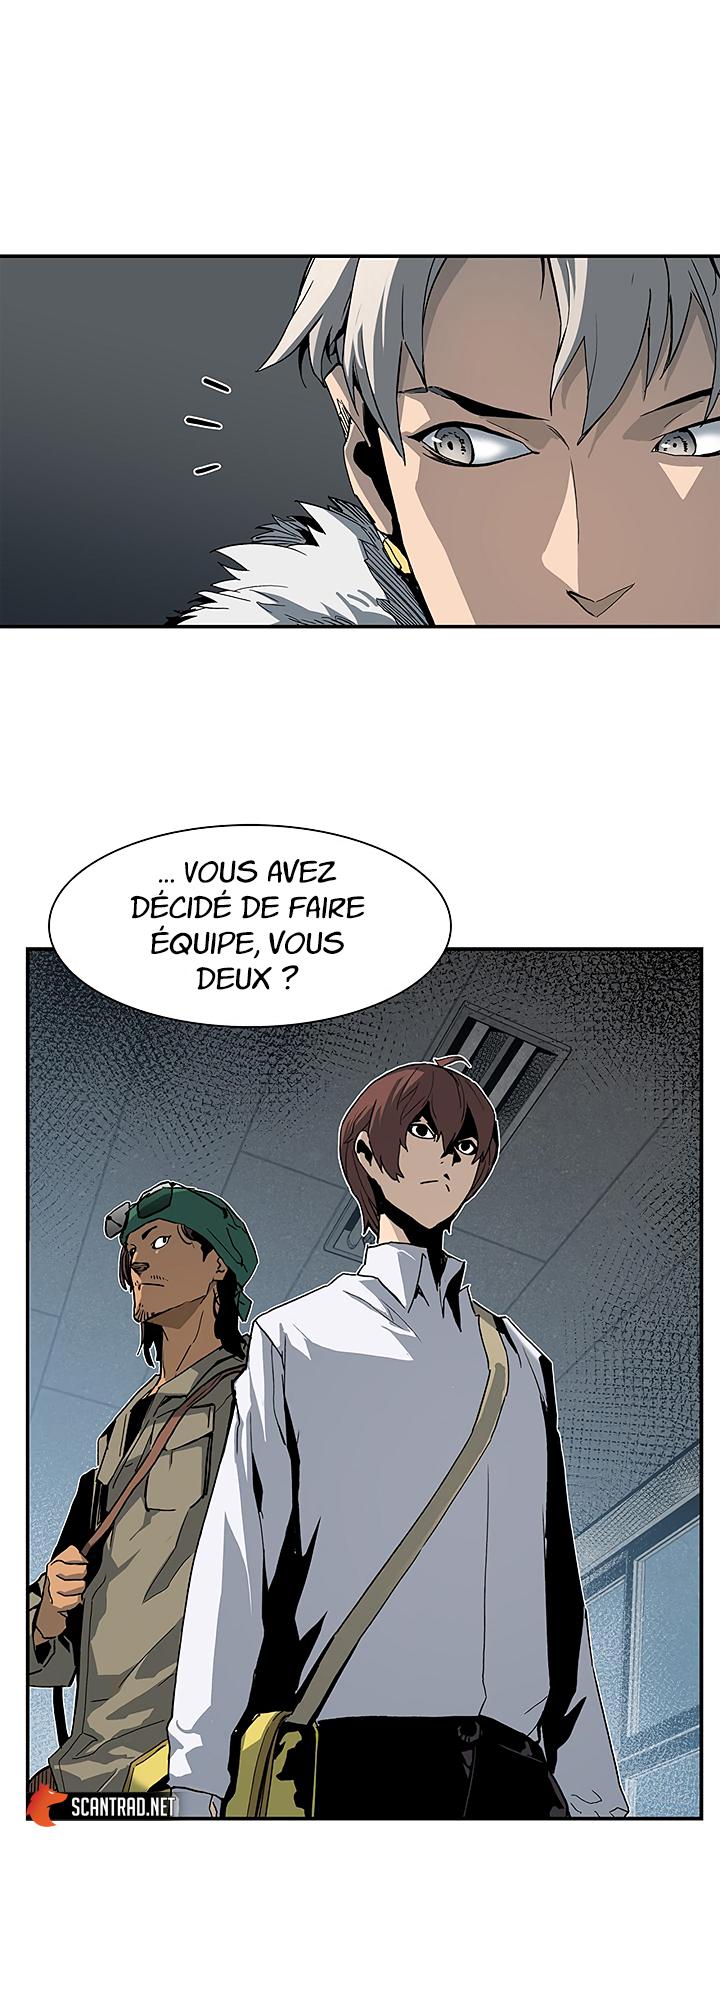 ... VOUS AVEZ
DÉCIDÉ DE FAIRE
ÉQUIPE, VOUS
DEUX ?
SCANTRAD.NET